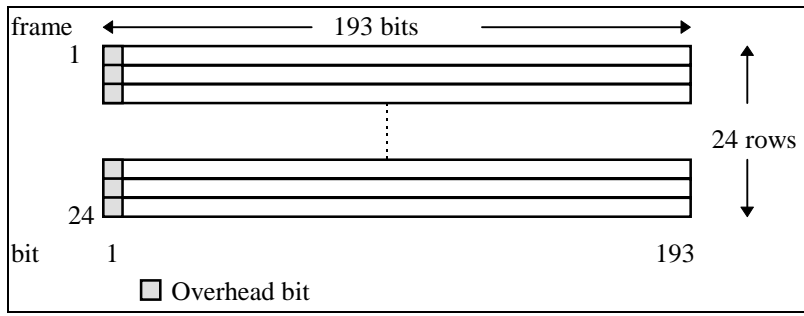 frame 193 bits
1
24 rows
24
bit 1 193
Overhead bit